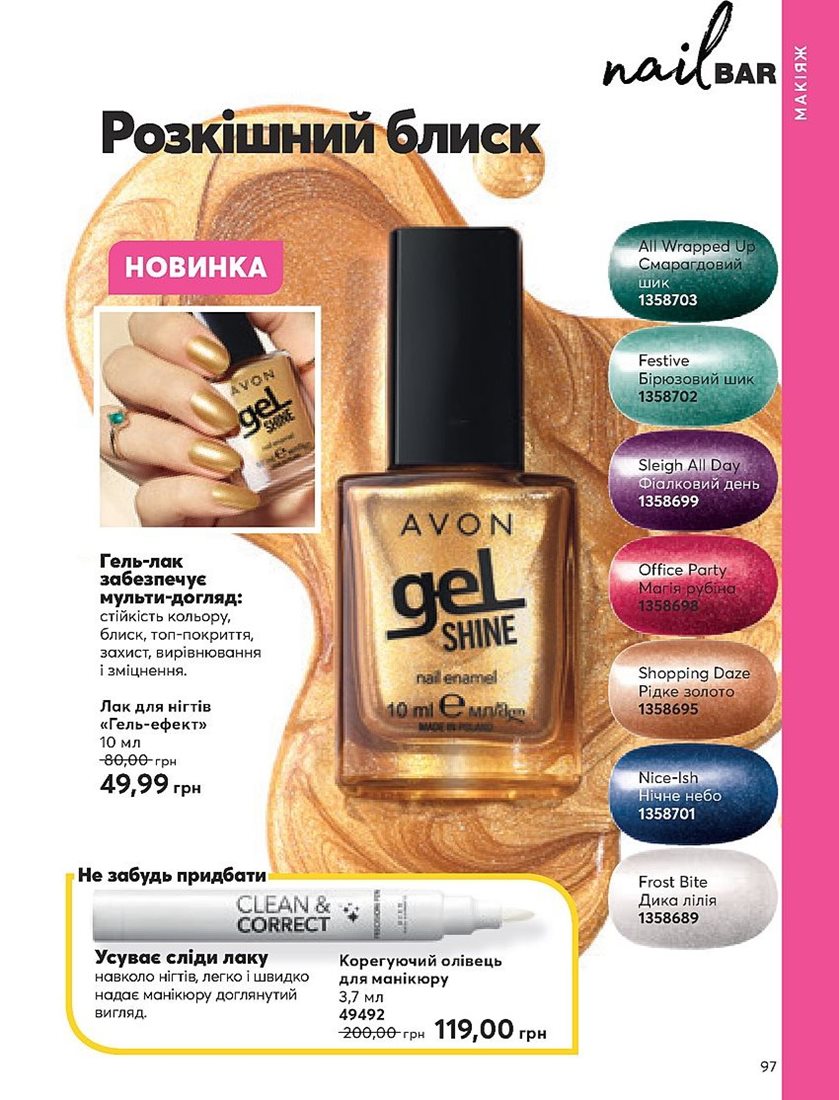 nail BAR
МАКІЯЖ
Розкішний блиск
НОВИНКА
AVON
gel
SHINE
nail enamel
Гель-лак
забезпечує
мульти-догляд:
стійкість кольору,
блиск, топ-покриття,
захист, вирівнювання
і зміцнення.
Лак для нігтів
«Гель-ефект»
10 мл
80,00 грн
49,99 грн
AVON
gel
SHINE
nail enamel
10 ml e мл/
MADE IN POLAND
All Wrapped Up
Смарагдовий
шик
1358703
Festive
Бірюзовий шик
1358702
Sleigh All Day
Фіалковий день
1358699
Office Party
Магія рубіна
1358698
Shopping Daze
Рідке золото
1358695
Nice-Ish
Нічне небо
1358701
Frost Bite
Дика лілія
1358689
Не забудь придбати
CLEAN &
CORRECT
Усуває сліди лаку
навколо нігтів, легко і швидко
надає манікюру доглянутий
вигляд.
Корегуючий олівець
для манікюру
3,7 мл
49492
200,00 грн 119,00 грн
97